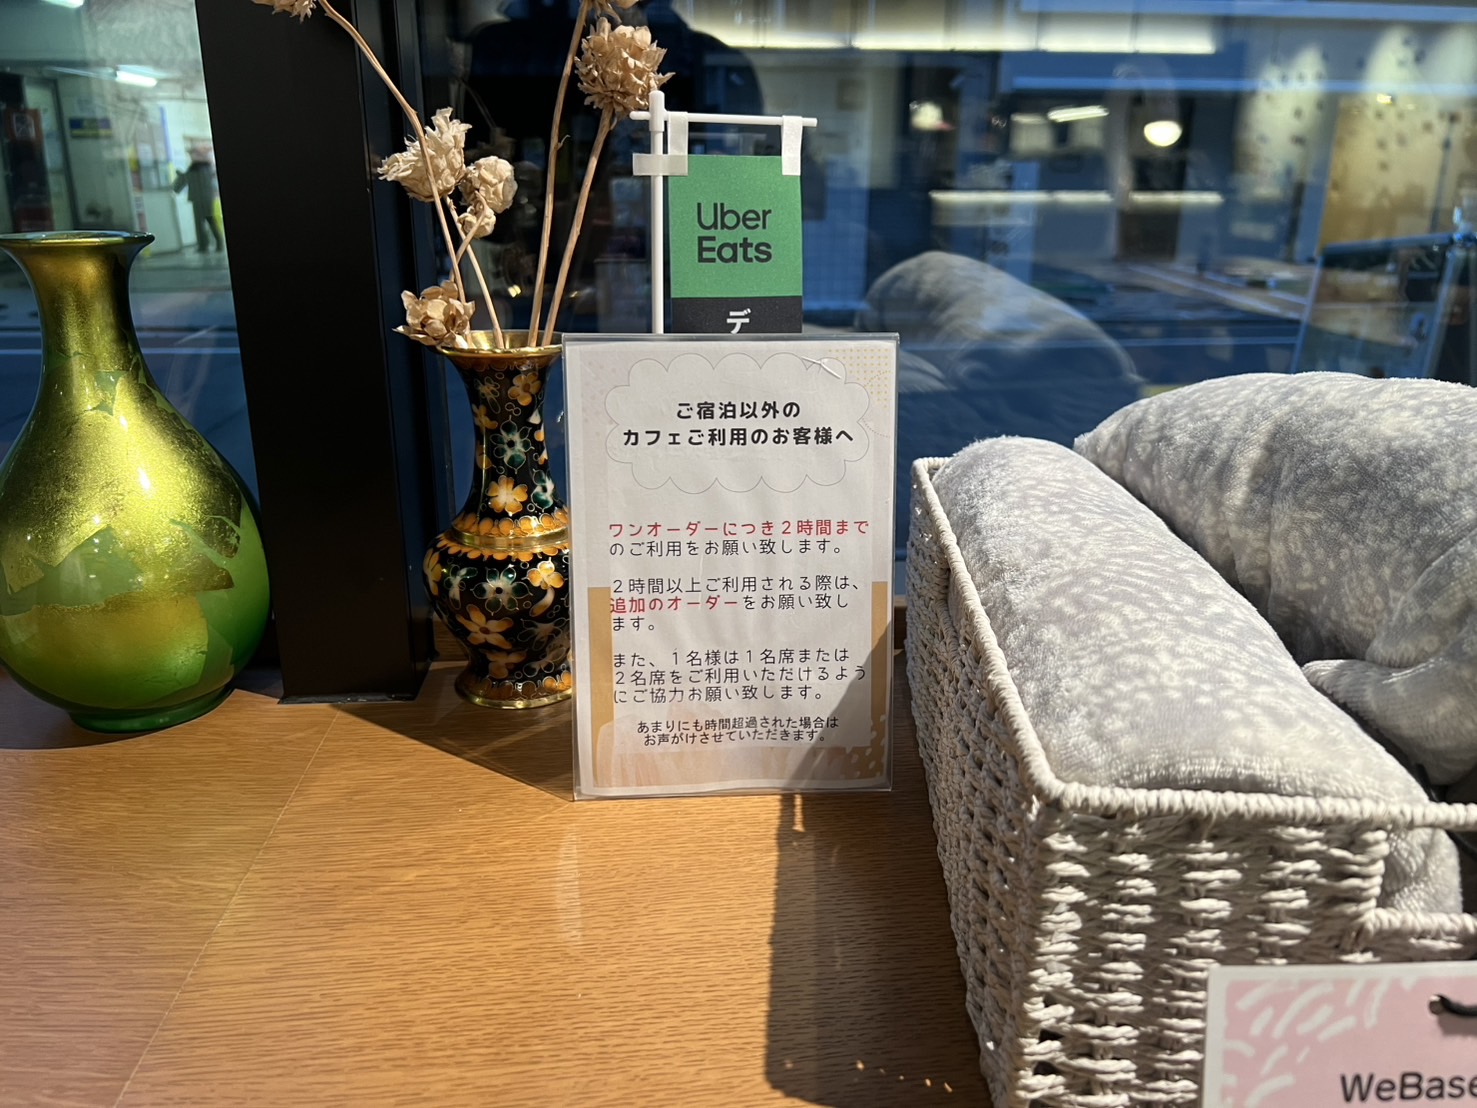 Uber
Eats
デ
ご宿泊以外の
カフェご利用のお客様へ
ワンオーダーにつき２時間まで
のご利用をお願い致します。
２時間以上ご利用される際は、
追加のオーダーをお願い致し
ます。
また、１名様は１名席または
２名席をご利用いただけるよう
にご協力お願い致します。
あまりにも時間超過された場合は
お声がけさせていただきます。
WeBase